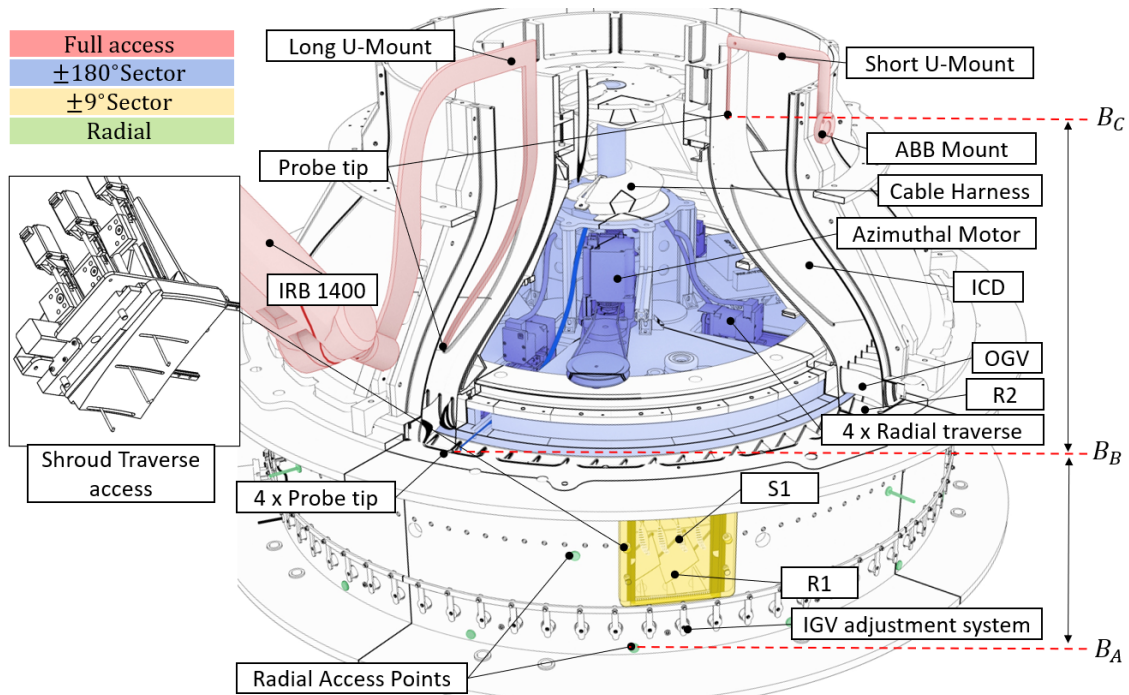 Full access
±180°Sector
±9°Sector
Radial
Long U-Mount
Short U-Mount
B_C
ABB Mount
Probe tip
Cable Harness
Azimuthal Motor
IRB 1400
ICD
OGV
R2
4 x Radial traverse
Shroud Traverse
access
B_B
4 x Probe tip
S1
R1
IGV adjustment system
Radial Access Points
B_A